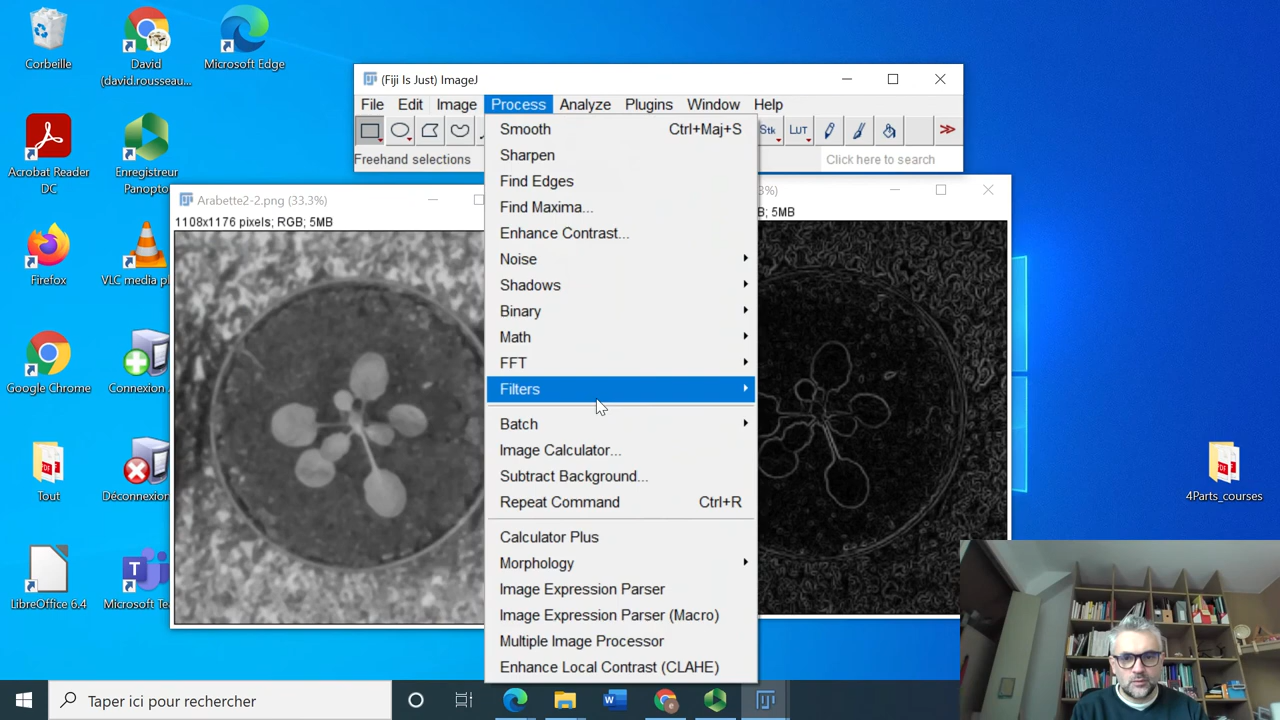 Corbeille
David
(david.rousseau...
Microsoft Edge
Acrobat Reader
DC
Enregistreur
Panopto
Firefox
VLC media pl
Google Chrome
Connexion
Tout
Déconnexion
LibreOffice 6.4
Microsoft Te
4Parts_courses
(Fiji Is Just) ImageJ
File Edit Image Process Analyze Plugins Window Help
Stk LUT
Freehand selections
Click here to search
Arabette2-2.png (33.3%)
1108x1176 pixels; RGB; 5MB
3%)
B; 5MB
Smooth Ctrl+Maj+S
Sharpen
Find Edges
Find Maxima...
Enhance Contrast...
Noise
Shadows
Binary
Math
FFT
Filters
Batch
Image Calculator...
Subtract Background...
Repeat Command Ctrl+R
Calculator Plus
Morphology
Image Expression Parser
Image Expression Parser (Macro)
Multiple Image Processor
Enhance Local Contrast (CLAHE)
Taper ici pour rechercher